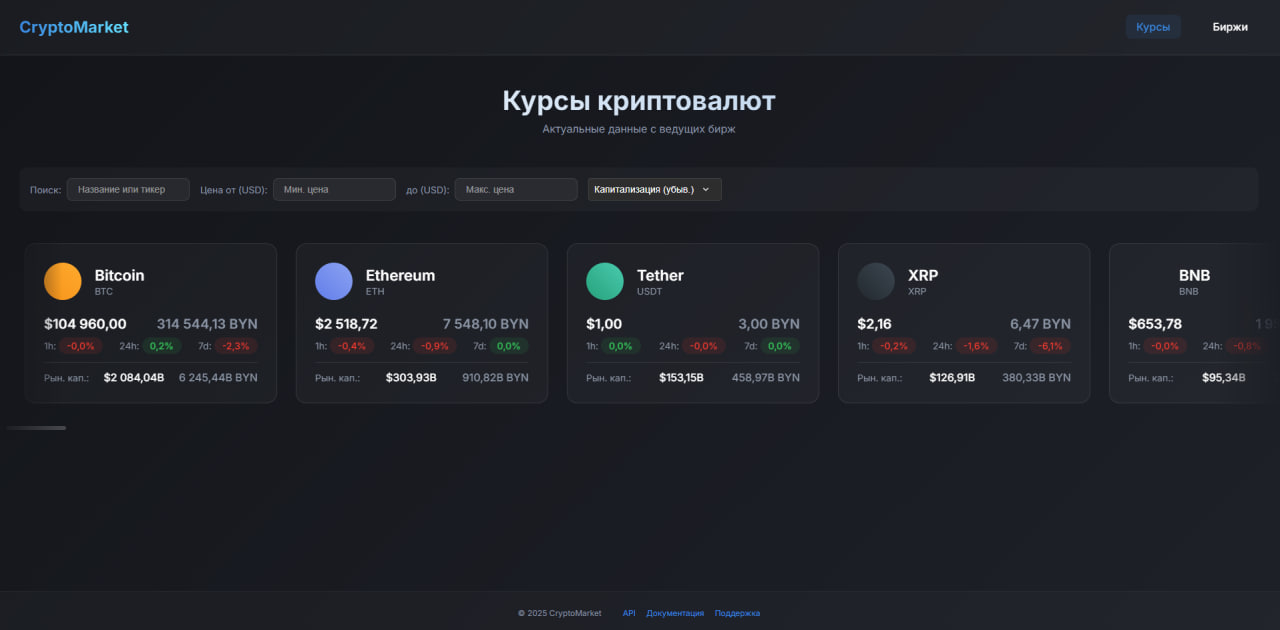 CryptoMarket
Курсы
Биржи
Курсы криптовалют
Актуальные данные с ведущих бирж
Поиск: Название или тикер Цена от (USD): Мин. цена до (USD): Макс. цена Капитализация (убыв.)
Bitcoin
BTC
$104 960,00 314 544,13 BYN
1h: -0,0% 24h: 0,2% 7d: -2,3%
Рын. кап.: $2 084,04B 6 245,44B BYN
Ethereum
ETH
$2 518,72 7 548,10 BYN
1h: -0,4% 24h: -0,9% 7d: 0,0%
Рын. кап.: $303,93B 910,82B BYN
Tether
USDT
$1,00 3,00 BYN
1h: 0,0% 24h: -0,0% 7d: 0,0%
Рын. кап.: $153,15B 458,97B BYN
XRP
XRP
$2,16 6,47 BYN
1h: -0,2% 24h: -1,6% 7d: -6,1%
Рын. кап.: $126,91B 380,33B BYN
BNB
BNB
$653,78
1h: -0,0% 24h: -0,8%
Рын. кап.: $95,34B
© 2025 CryptoMarket API Документация Поддержка